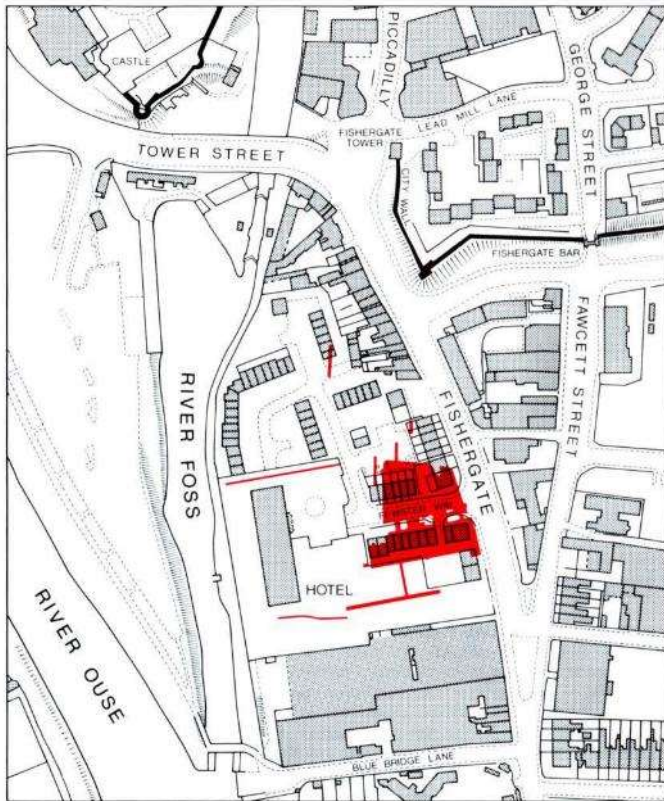 CASTLE
PICCADILLY
GEORGE STREET
LEAD MILL LANE
FISHERGATE
TOWER
TOWER STREET
CITY WALL
FISHERGATE BAR
FAWCETT STREET
RIVER FOSS
FISHERGATE
HOTEL
RIVER OUSE
BLUE BRIDGE LANE